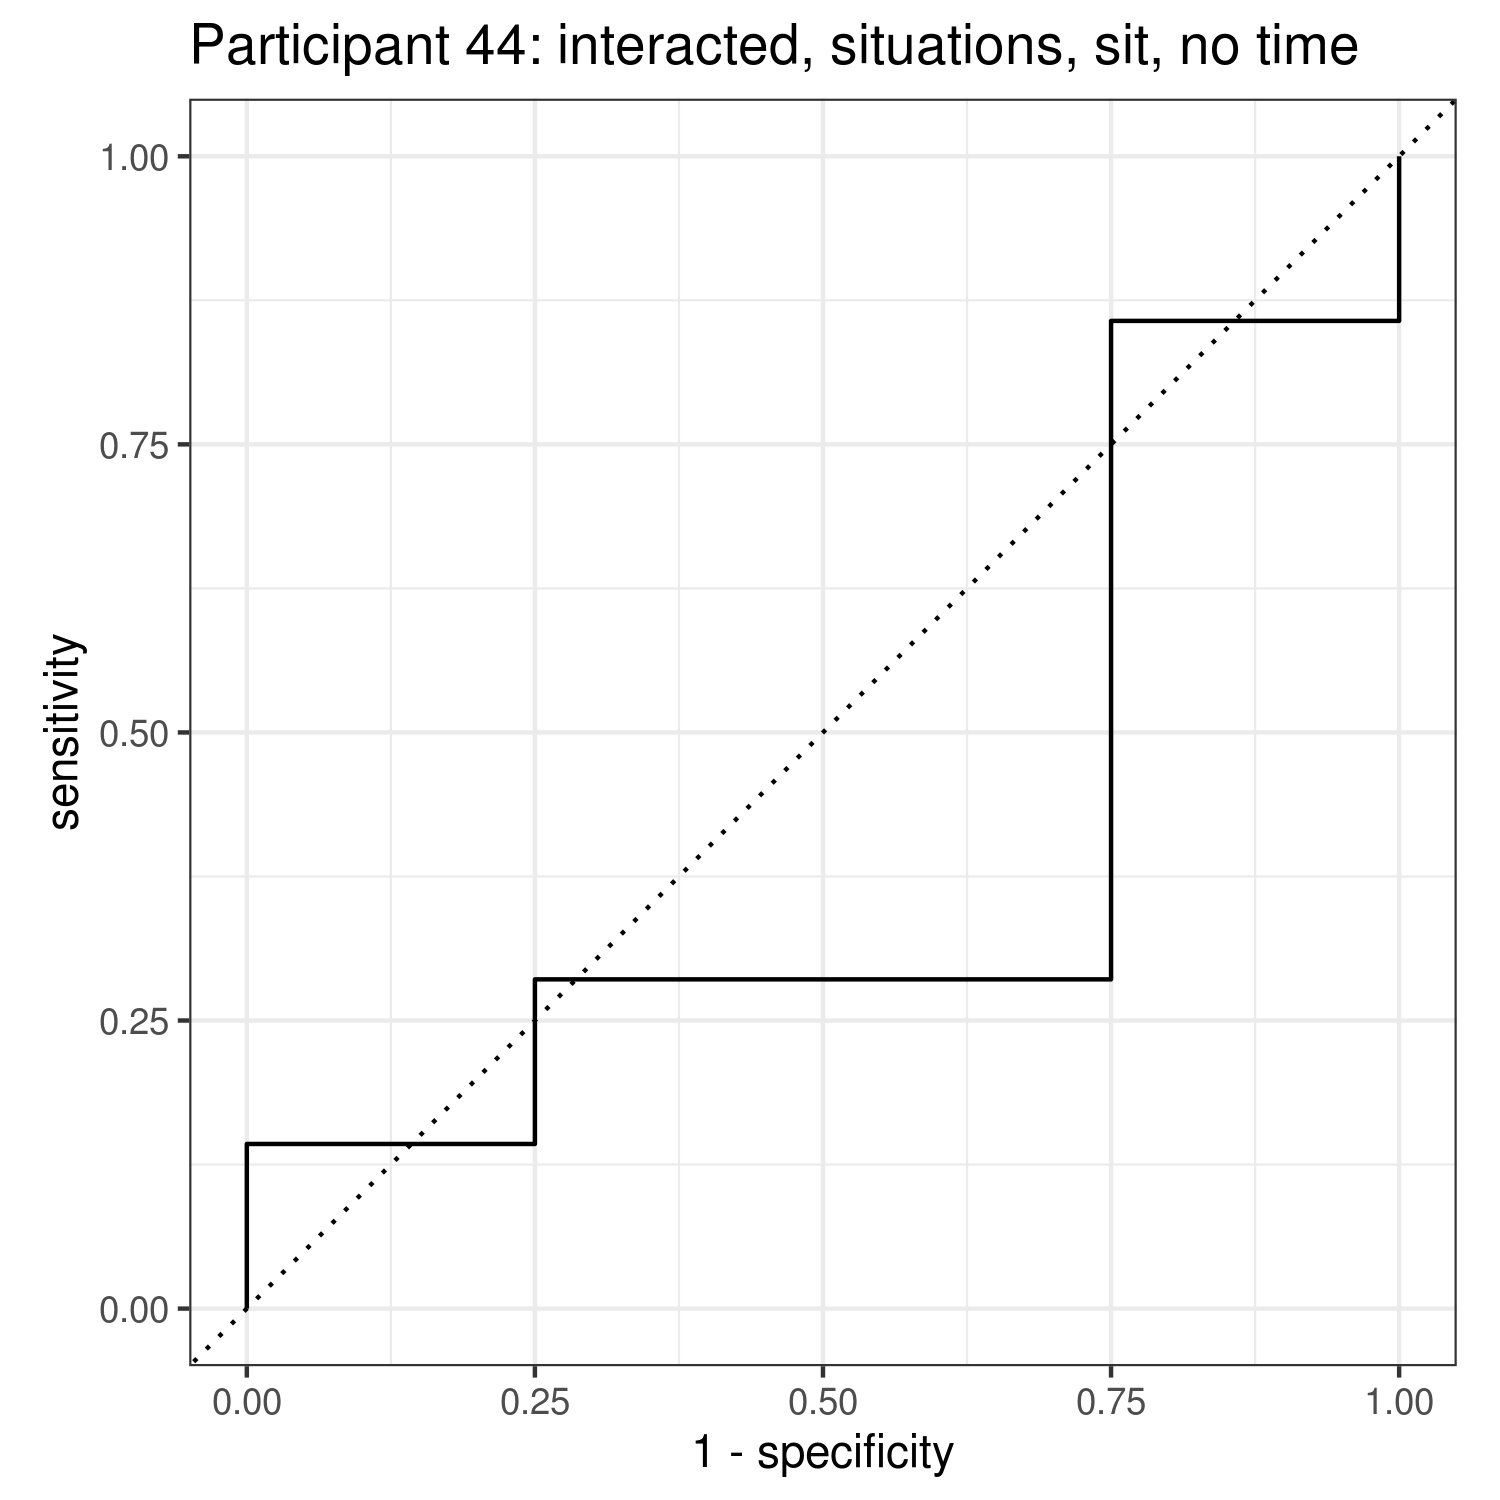 Participant 44: interacted, situations, sit, no time
sensitivity
1.00
0.75
0.50
0.25
0.00
0.00 0.25 0.50 0.75 1.00
1 - specificity